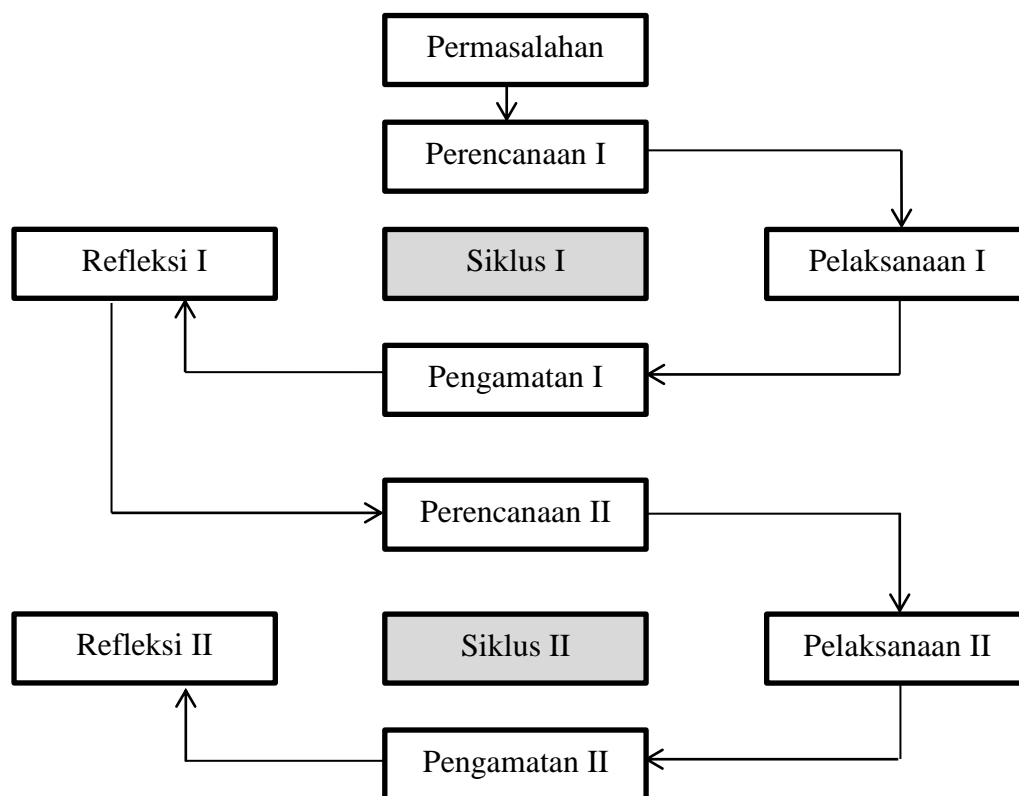 Permasalahan
Perencanaan I
Refleksi I
Siklus I
Pelaksanaan I
Pengamatan I
Perencanaan II
Refleksi II
Siklus II
Pelaksanaan II
Pengamatan II